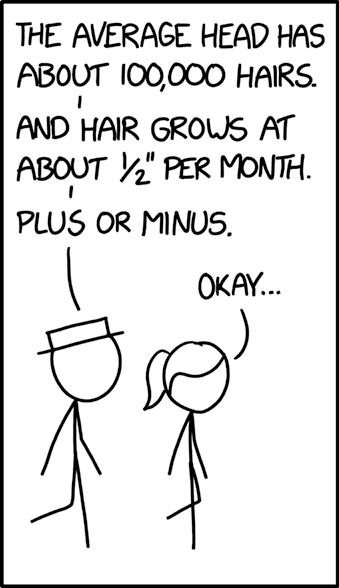 THE AVERAGE HEAD HAS
ABOUT 100,000 HAIRS.
AND HAIR GROWS AT
ABOUT ½" PER MONTH.
PLUS OR MINUS.
OKAY...